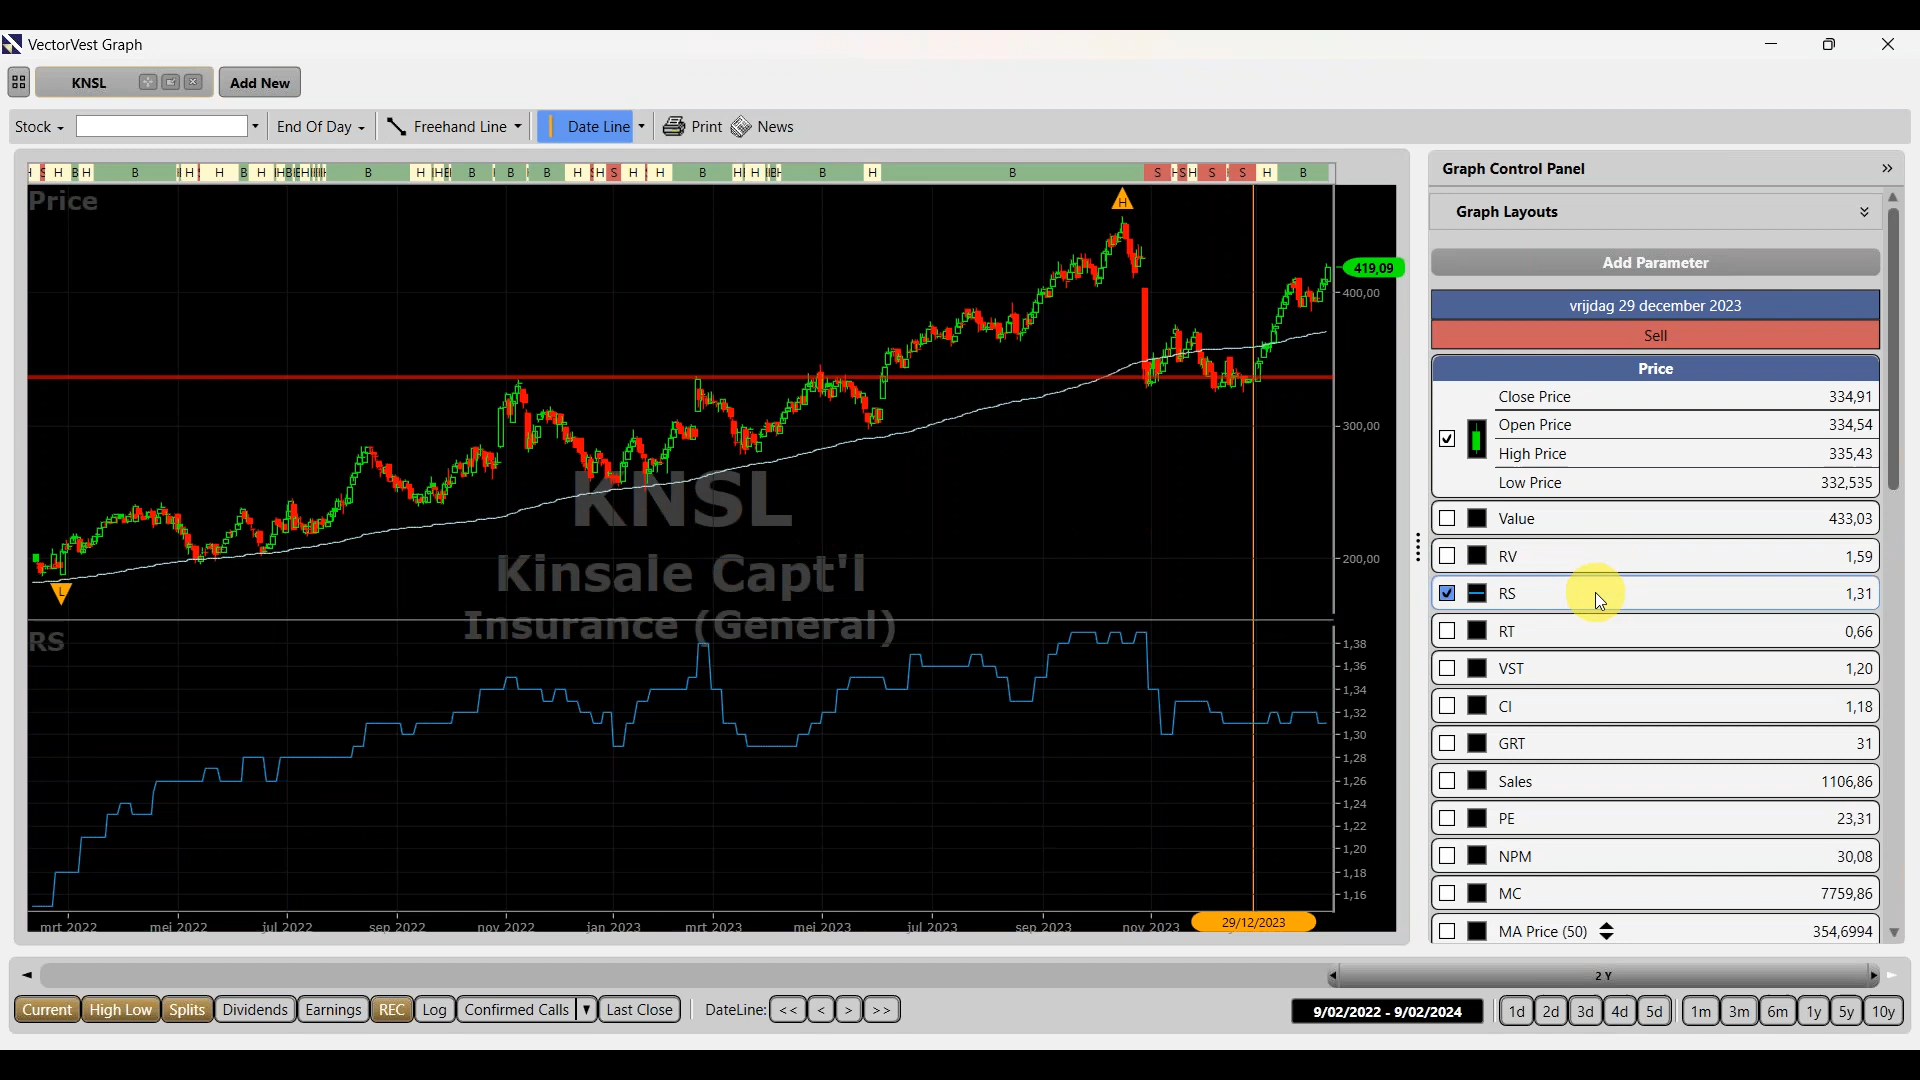 VectorVest Graph
KNSL
Add New
Stock
End Of Day
Freehand Line
Date Line
Print
News
S H B H B H H B H H B B H B B B H H S H H B H H B H B S S H S S H B
Price
H
419,09
400,00
300,00
200,00
L
KNSL
Kinsale Capt'l
Insurance (General)
RS
1,38
1,36
1,34
1,32
1,30
1,28
1,26
1,24
1,22
1,20
1,18
1,16
mrt 2022 mei 2022 jul 2022 sep 2022 nov 2022 jan 2023 mrt 2023 mei 2023 jul 2023 sep 2023 nov 2023 29/12/2023
Graph Control Panel
Graph Layouts
Add Parameter
vrijdag 29 december 2023
Sell
Price
Close Price 334,91
Open Price 334,54
High Price 335,43
Low Price 332,535
Value 433,03
RV 1,59
RS 1,31
RT 0,66
VST 1,20
CI 1,18
GRT 31
Sales 1106,86
PE 23,31
NPM 30,08
MC 7759,86
MA Price (50) 354,6994
2 Y
Current
High Low
Splits
Dividends
Earnings
REC
Log
Confirmed Calls
Last Close
DateLine: << < > >>
9/02/2022 - 9/02/2024
1d 2d 3d 4d 5d 1m 3m 6m 1y 5y 10y